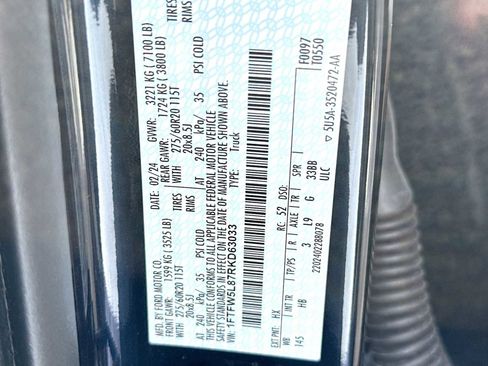 MFD. BY FORD MOTOR CO.
DATE: 02/24 GVWR: 3221 KG ( 7100 LB)
FRONT GAWR: 1599 KG ( 3525 LB) REAR GAWR: 1724 KG ( 3800 LB)
WITH 275/60R20 115T TIRES WITH 275/60R20 115T TIRES
20x8.5J RIMS 20x8.5J RIMS
AT 240 kPa/ 35 PSI COLD AT 240 kPa/ 35 PSI COLD
THIS VEHICLE CONFORMS TO ALL APPLICABLE FEDERAL MOTOR VEHICLE
SAFETY STANDARDS IN EFFECT ON THE DATE OF MANUFACTURE SHOWN ABOVE.
VIN: 1FTFW5L87RKD63033
TYPE: Truck
F0097
T0550
EXT PNT: HX RC: 52 DSO:
WB INT TR TP/PS R AXLE TR SPR
145 HB 3 L9 G 33BB
2202402288078 ULC
5U5A-3520472-AA